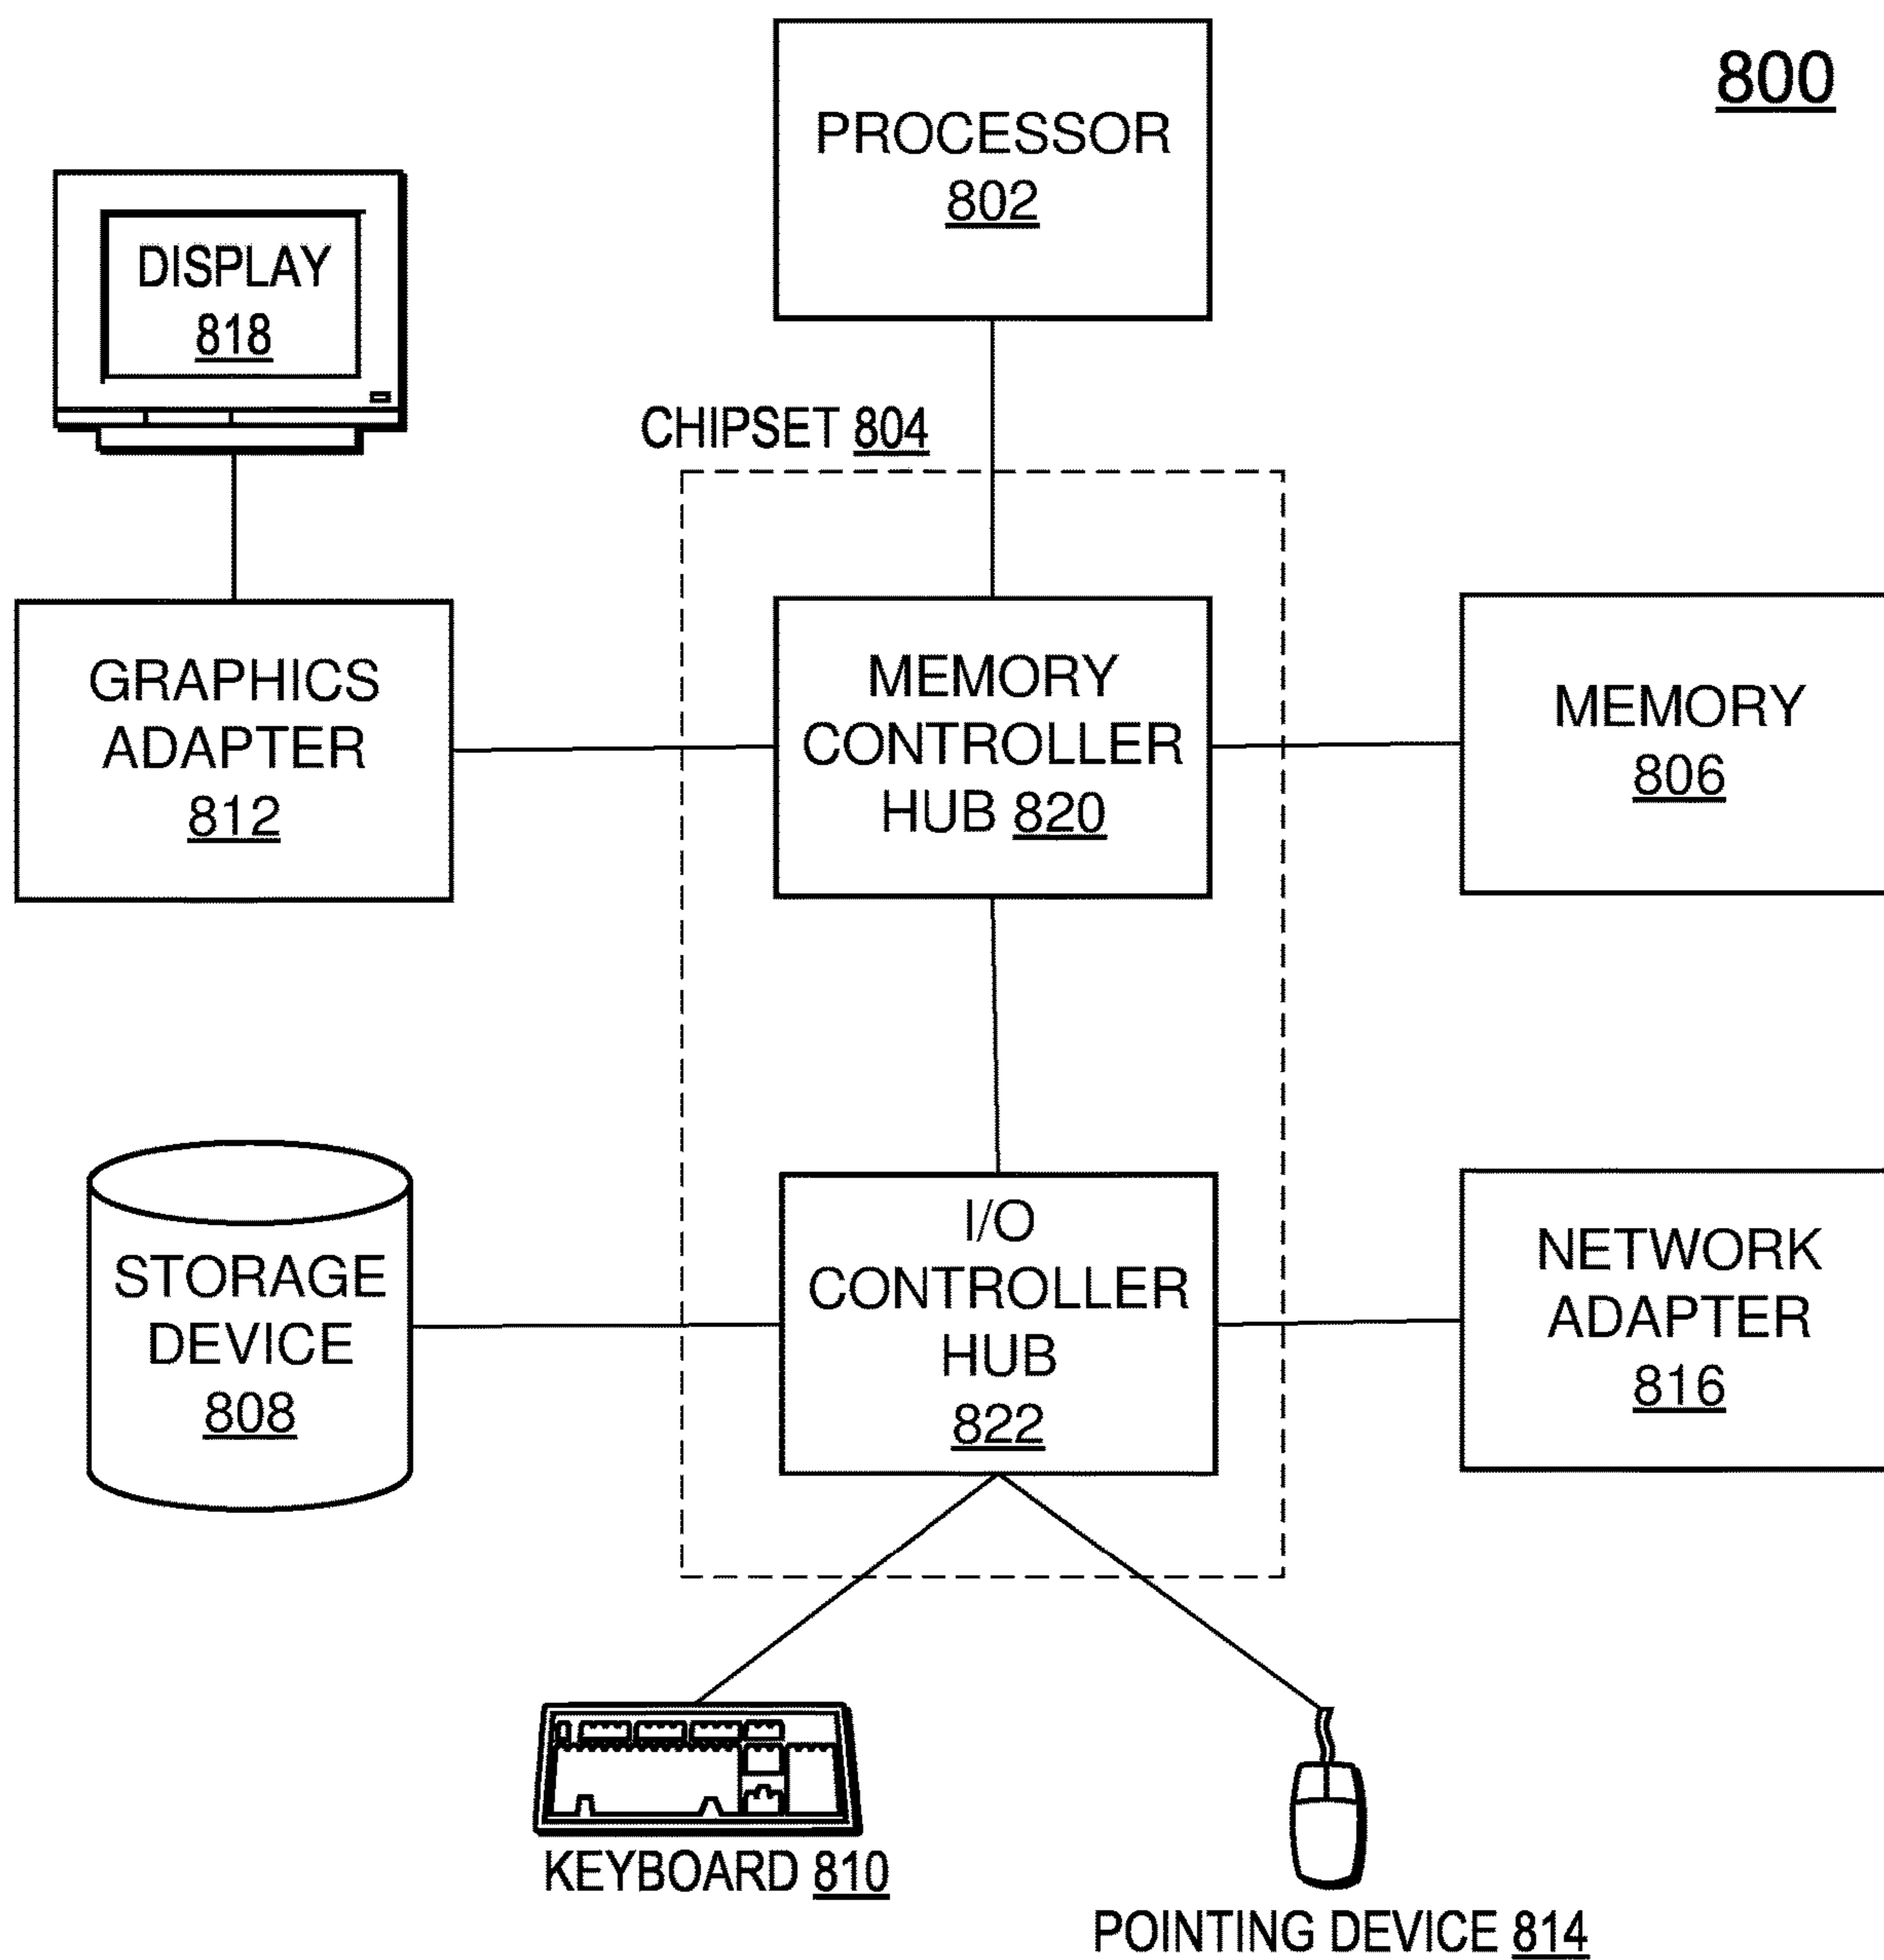 800
PROCESSOR
802
DISPLAY
818
CHIPSET 804
GRAPHICS
ADAPTER
812
MEMORY
CONTROLLER
HUB 820
MEMORY
806
STORAGE
DEVICE
808
I/O
CONTROLLER
HUB
822
NETWORK
ADAPTER
816
KEYBOARD 810
POINTING DEVICE 814